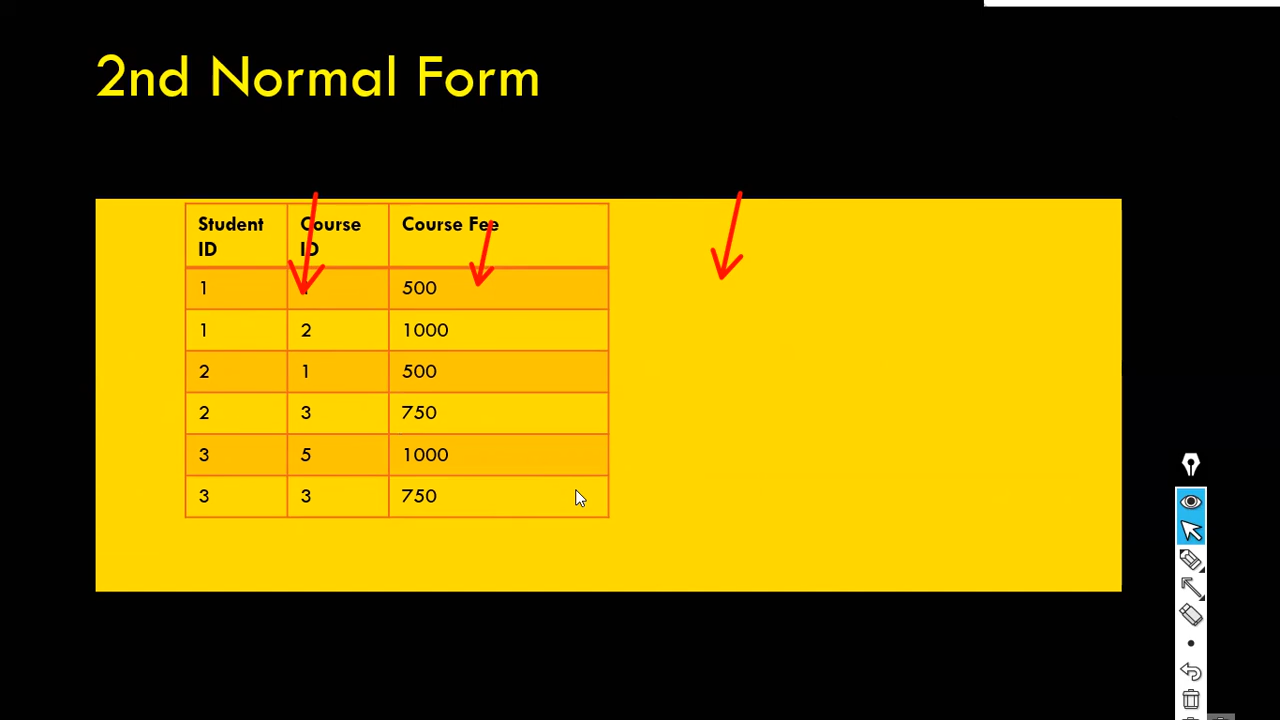 2nd Normal Form
Student ID Course ID Course Fee
1 500
1 2 1000
2 1 500
2 3 750
3 5 1000
3 3 750